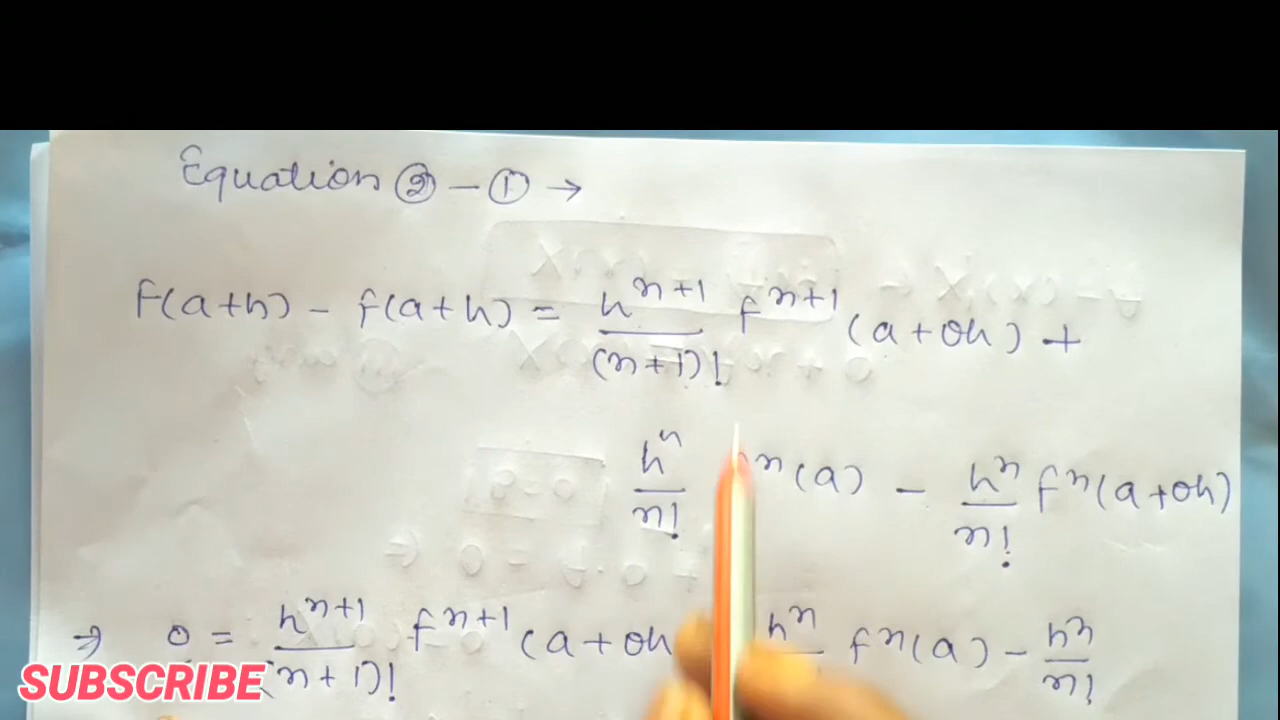 Equation ② - ① →
f(a+h) - f(a+h) = h^{n+1}/(n+1)! f^{n+1} (a+θh) +
h^n/n! ^n(a) - h^n/n! f^n(a+θh)
⇒ 0 = h^{n+1}/(n+1)! f^{n+1} (a+θh h^n f^n(a) - h^n/n!
SUBSCRIBE